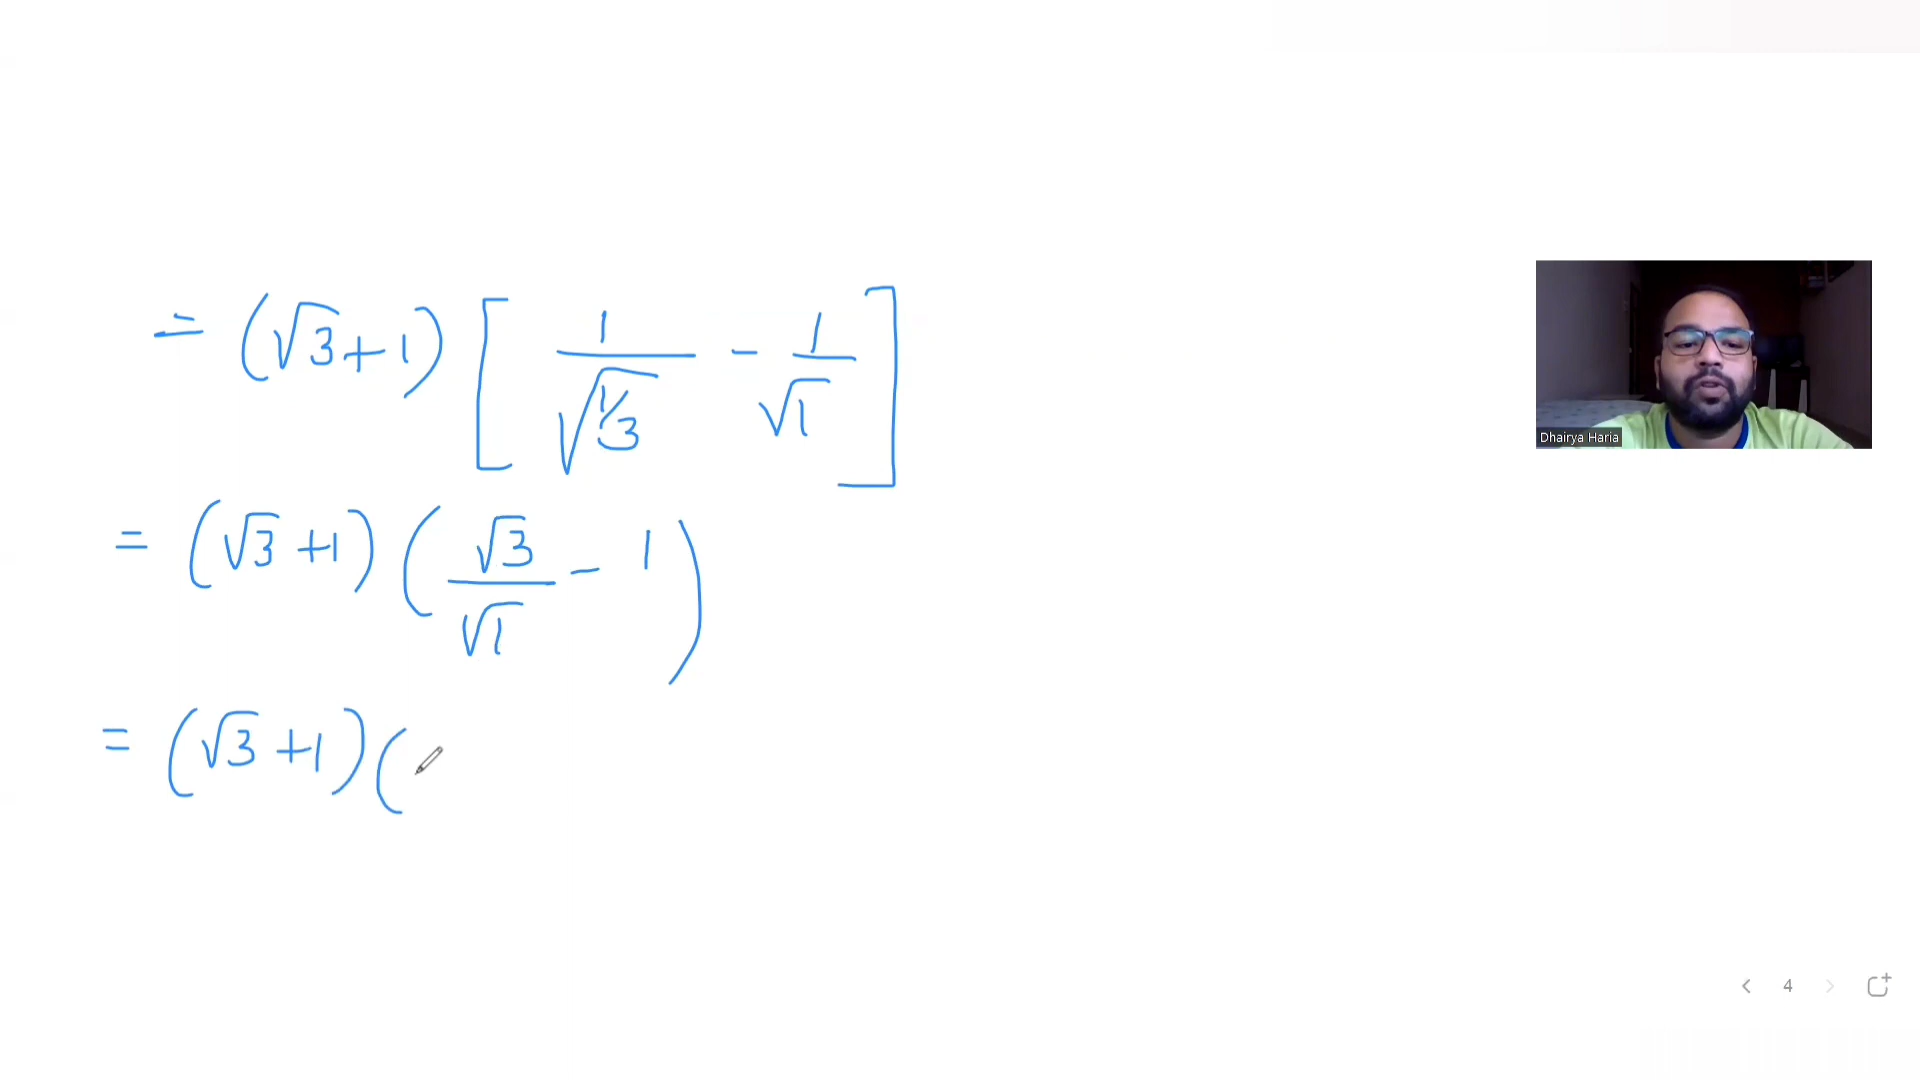 = (√3+1) [ 1/√(1/3) - 1/√1 ]
= (√3+1) ( √3/√1 - 1 )
= (√3+1) (
Dhairya Haria
4